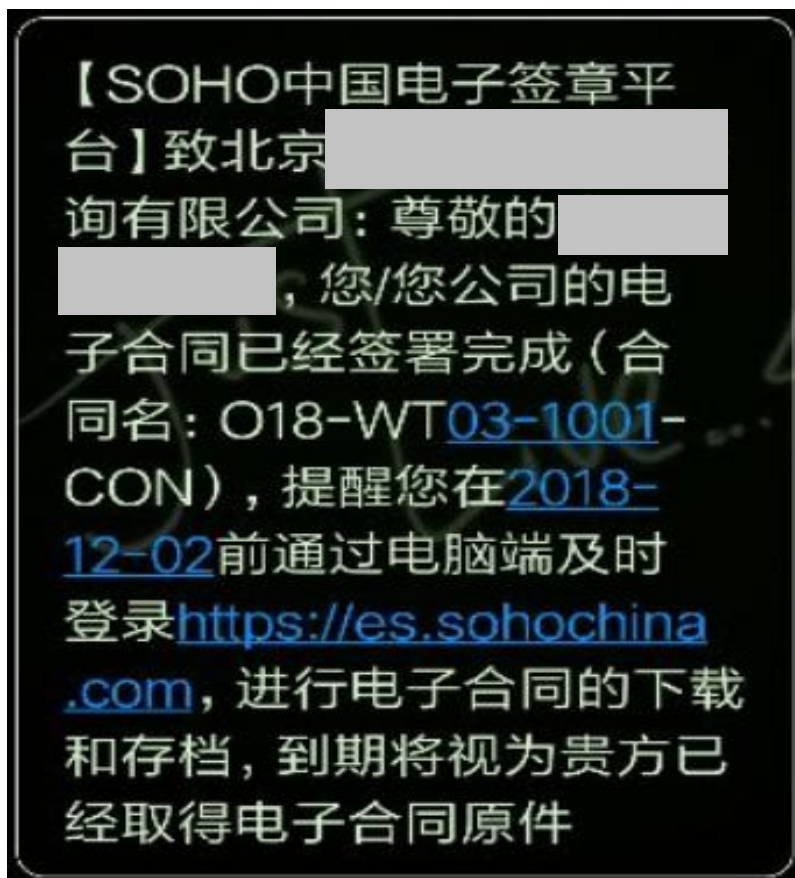 【SOHO中国电子签章平
台】致北京
询有限公司：尊敬的
，您/您公司的电
子合同已经签署完成（合
同名：O18-WT03-1001-
CON），提醒您在2018-
12-02前通过电脑端及时
登录https://es.sohochina
.com，进行电子合同的下载
和存档，到期将视为贵方已
经取得电子合同原件